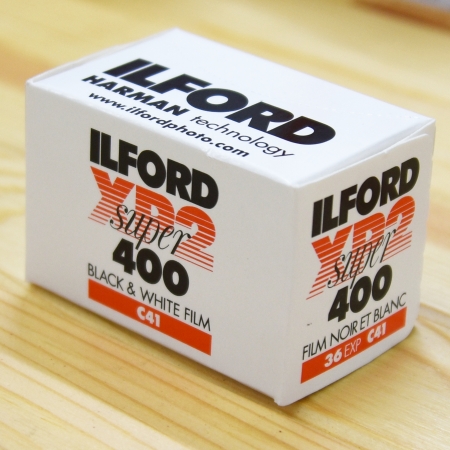 ILFORD
HARMAN technology
www.ilfordphoto.com
ILFORD
XP2
super
400
BLACK & WHITE FILM
C41
ILFORD
XP2
super
400
FILM NOIR ET BLANC
36 EXP C41